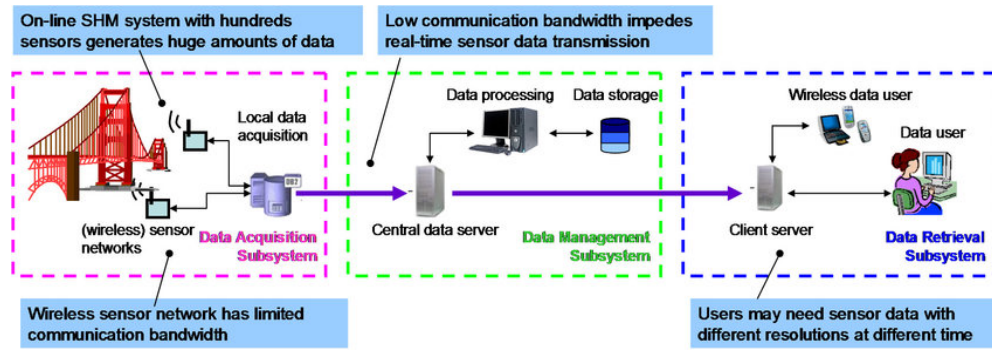 On-line SHM system with hundreds
sensors generates huge amounts of data
Low communication bandwidth impedes
real-time sensor data transmission
Local data
acquisition
(wireless) sensor
networks
Data Acquisition
Subsystem
Data processing
Data storage
Central data server
Data Management
Subsystem
Wireless data user
Data user
Client server
Data Retrieval
Subsystem
Wireless sensor network has limited
communication bandwidth
Users may need sensor data with
different resolutions at different time